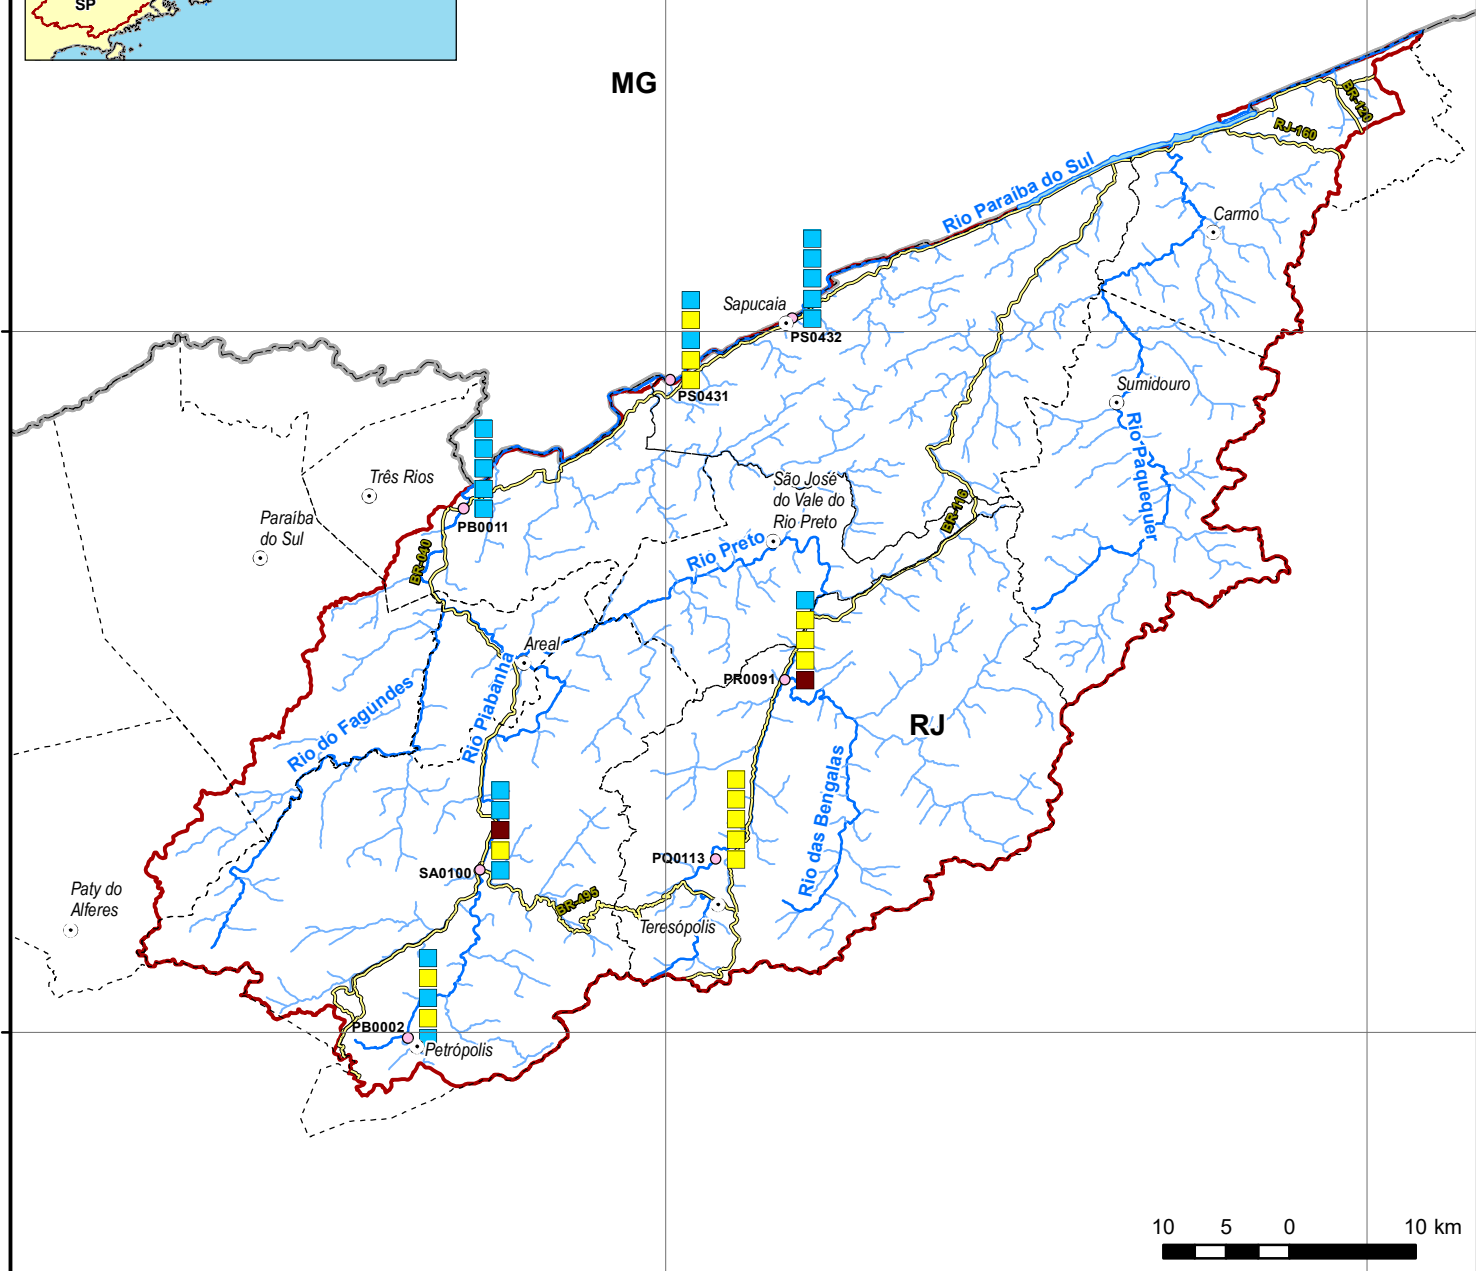 SP
MG
BR-120
RJ-160
Rio Paraíba do Sul
Carmo
Sapucaia
PS0432
PS0431
Sumidouro
Rio Paquequer
Três Rios
São José
do Vale do
Rio Preto
Paraíba
do Sul
PB0011
BR-116
BR-040
Rio Preto
Areal
PR0091
RJ
Rio do Fagundes
Rio Piabanha
Rio das Bengalas
PQ0113
SA0100
Paty do
Alferes
BR-495
Teresópolis
PB0002
Petrópolis
10 5 0 10 km